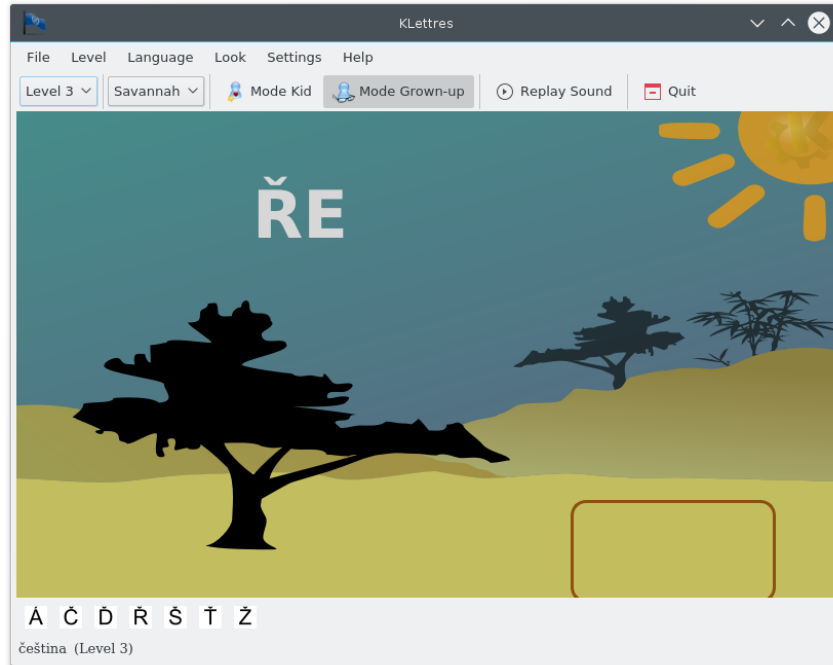 KLettres
File Level Language Look Settings Help
Level 3 Savannah Mode Kid Mode Grown-up Replay Sound Quit
ŘE
Á Č Ď Ř Š Ť Ž
čeština (Level 3)